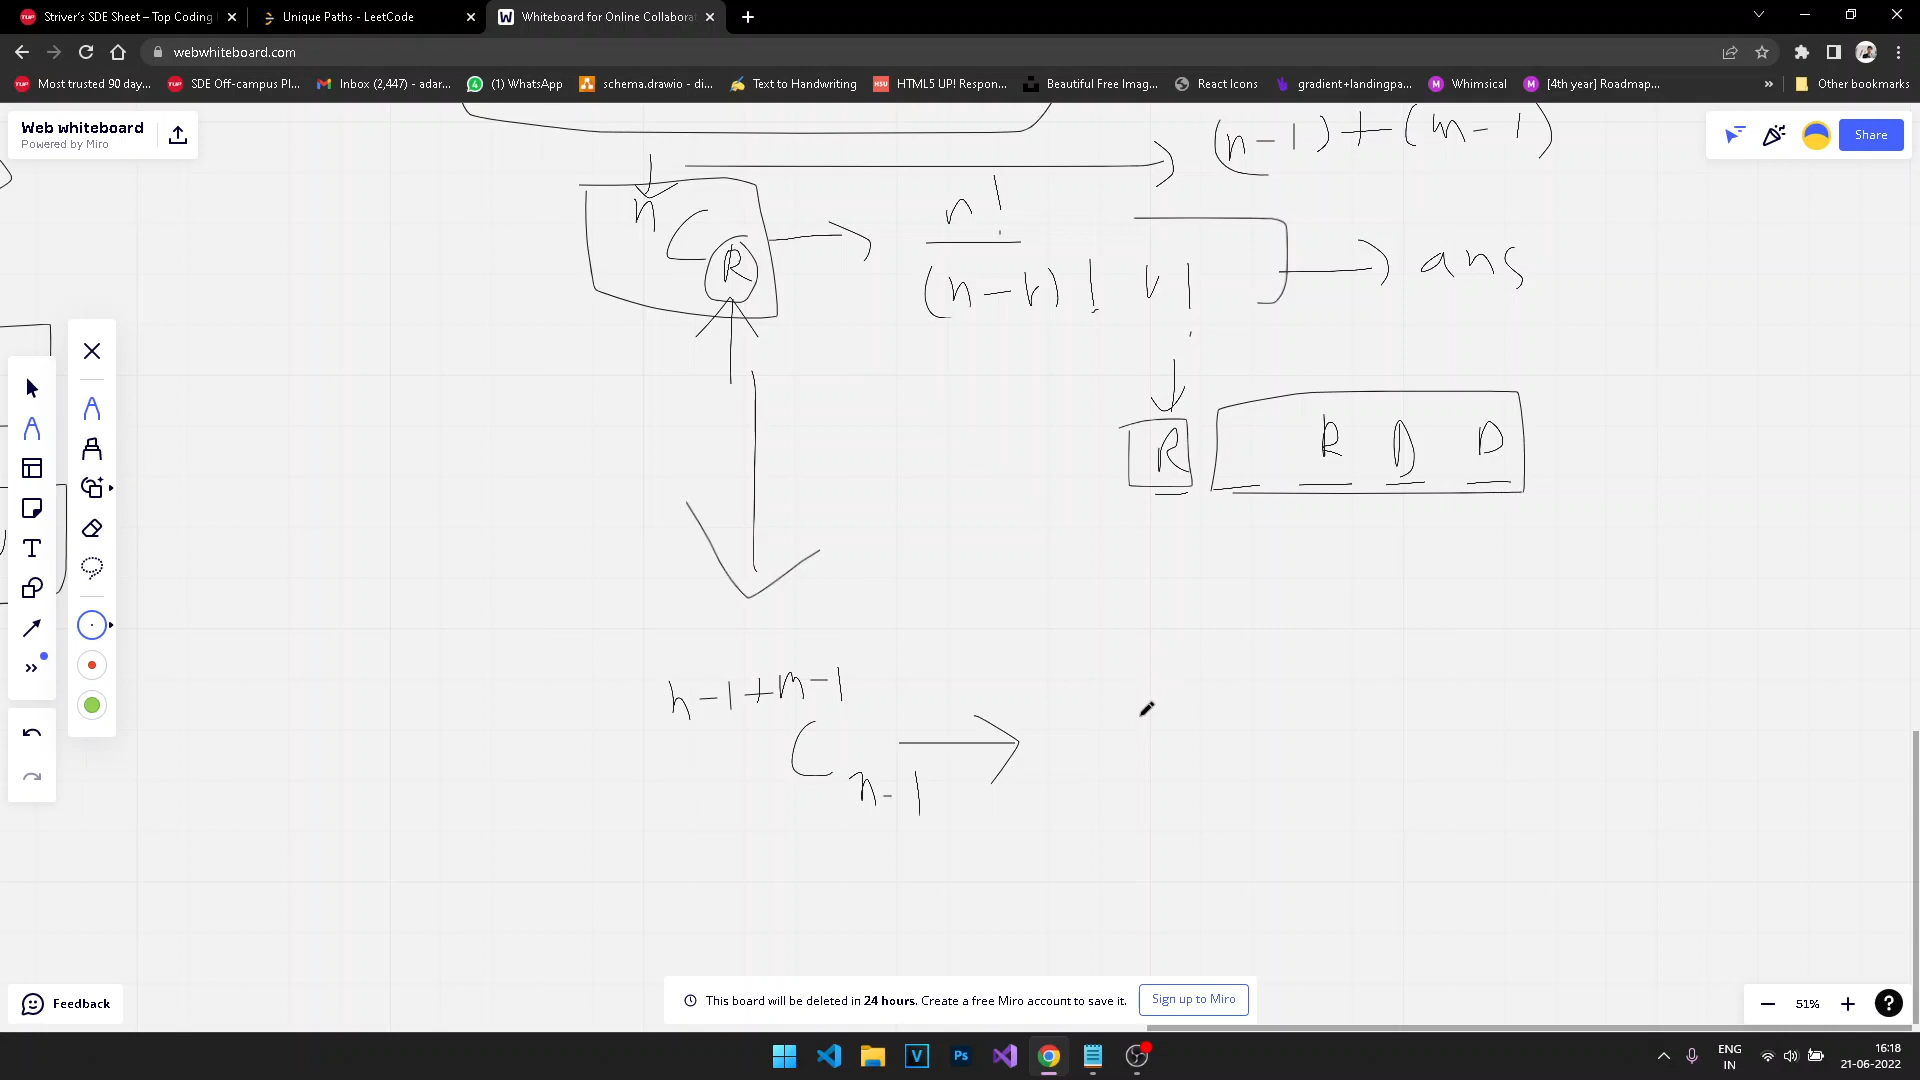 Striver's SDE Sheet – Top Coding
Unique Paths - LeetCode
Whiteboard for Online Collabora
webwhiteboard.com
Most trusted 90 day...
SDE Off-campus Pl...
Inbox (2,447) - adar...
(1) WhatsApp
schema.drawio - di...
Text to Handwriting
HTML5 UP! Respon...
Beautiful Free Imag...
React Icons
gradient+landingpa...
Whimsical
[4th year] Roadmap...
»
Other bookmarks
Web whiteboard
Powered by Miro
Share
(n-1)+(m-1)
n C R
n!
(n-r)! r!
ans
R R D D
n-1+m-1
C
n-1
T
Feedback
This board will be deleted in 24 hours. Create a free Miro account to save it.
Sign up to Miro
51%
?
ENG
IN
16:18
21-06-2022